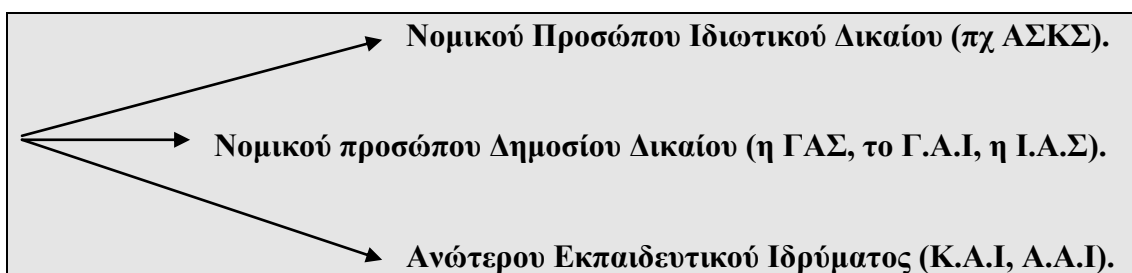 Νομικού Προσώπου Ιδιωτικού Δικαίου (πχ ΑΣΚΣ).
Νομικού προσώπου Δημοσίου Δικαίου (η ΓΑΣ, το Γ.Α.Ι, η Ι.Α.Σ).
Ανώτερου Εκπαιδευτικού Ιδρύματος (Κ.Α.Ι, Α.Α.Ι).